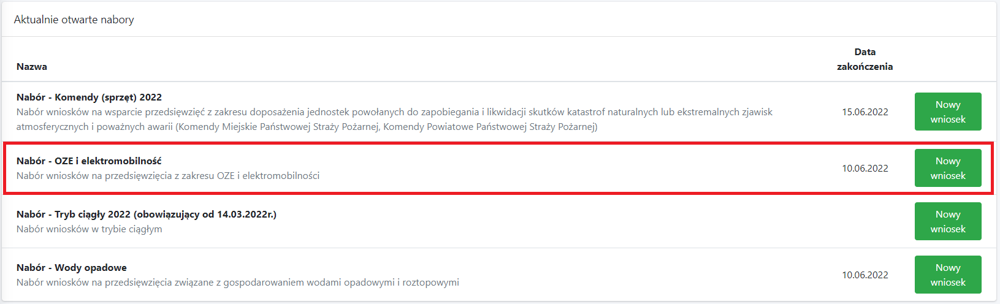 Aktualnie otwarte nabory
Nazwa
Data
zakończenia
Nabór - Komendy (sprzęt) 2022
Nabór wniosków na wsparcie przedsięwzięć z zakresu doposażenia jednostek powołanych do zapobiegania i likwidacji skutków katastrof naturalnych lub ekstremalnych zjawisk
atmosferycznych i poważnych awarii (Komendy Miejskie Państwowej Straży Pożarnej, Komendy Powiatowe Państwowej Straży Pożarnej)
15.06.2022
Nowy
wniosek
Nabór - OZE i elektromobilność
Nabór wniosków na przedsięwzięcia z zakresu OZE i elektromobilności
10.06.2022
Nowy
wniosek
Nabór - Tryb ciągły 2022 (obowiązujący od 14.03.2022r.)
Nabór wniosków w trybie ciągłym
Nowy
wniosek
Nabór - Wody opadowe
Nabór wniosków na przedsięwzięcia związane z gospodarowaniem wodami opadowymi i roztopowymi
10.06.2022
Nowy
wniosek